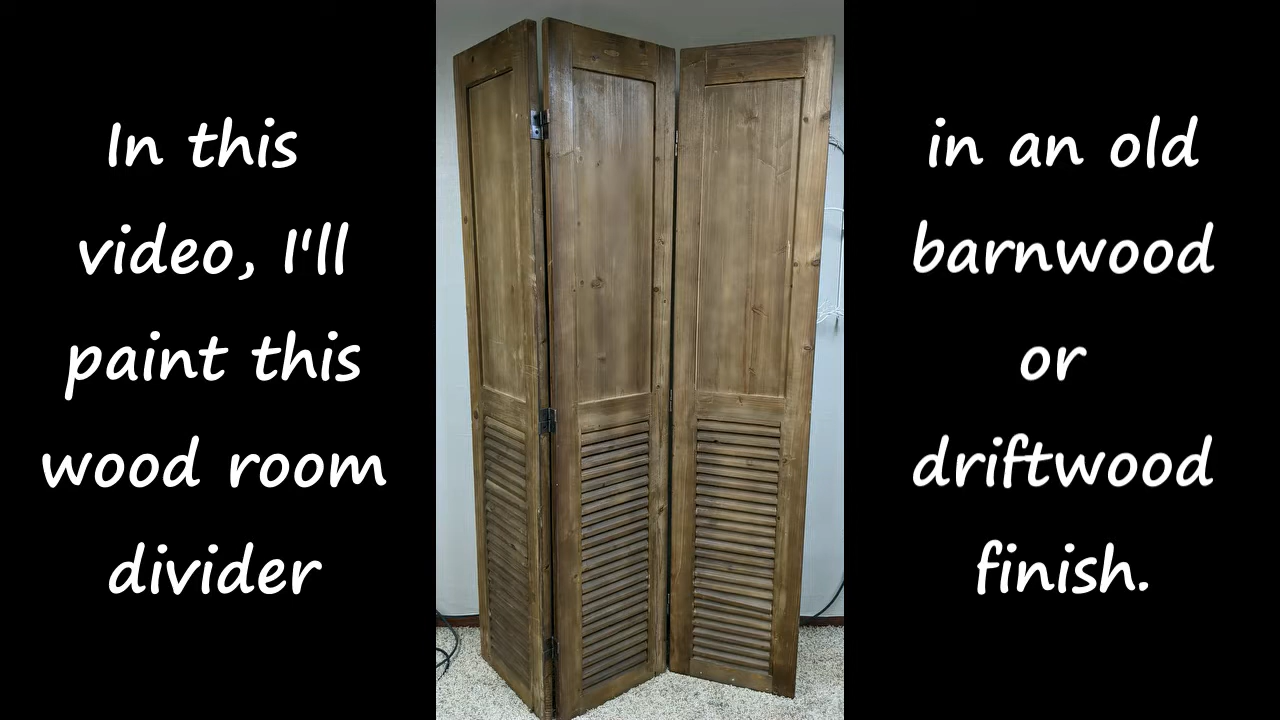 In this
video, I'll
paint this
wood room
divider
in an old
barnwood
or
driftwood
finish.